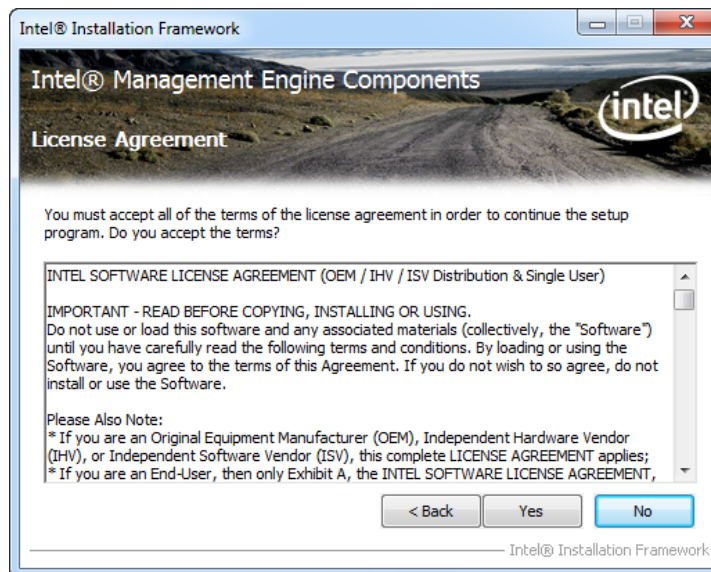 Intel® Installation Framework
Intel® Management Engine Components
intel
License Agreement
You must accept all of the terms of the license agreement in order to continue the setup
program. Do you accept the terms?
INTEL SOFTWARE LICENSE AGREEMENT (OEM / IHV / ISV Distribution & Single User)
IMPORTANT - READ BEFORE COPYING, INSTALLING OR USING.
Do not use or load this software and any associated materials (collectively, the "Software")
until you have carefully read the following terms and conditions. By loading or using the
Software, you agree to the terms of this Agreement. If you do not wish to so agree, do not
install or use the Software.
Please Also Note:
* If you are an Original Equipment Manufacturer (OEM), Independent Hardware Vendor
(IHV), or Independent Software Vendor (ISV), this complete LICENSE AGREEMENT applies;
* If you are an End-User, then only Exhibit A, the INTEL SOFTWARE LICENSE AGREEMENT,
< Back
Yes
No
Intel® Installation Framework